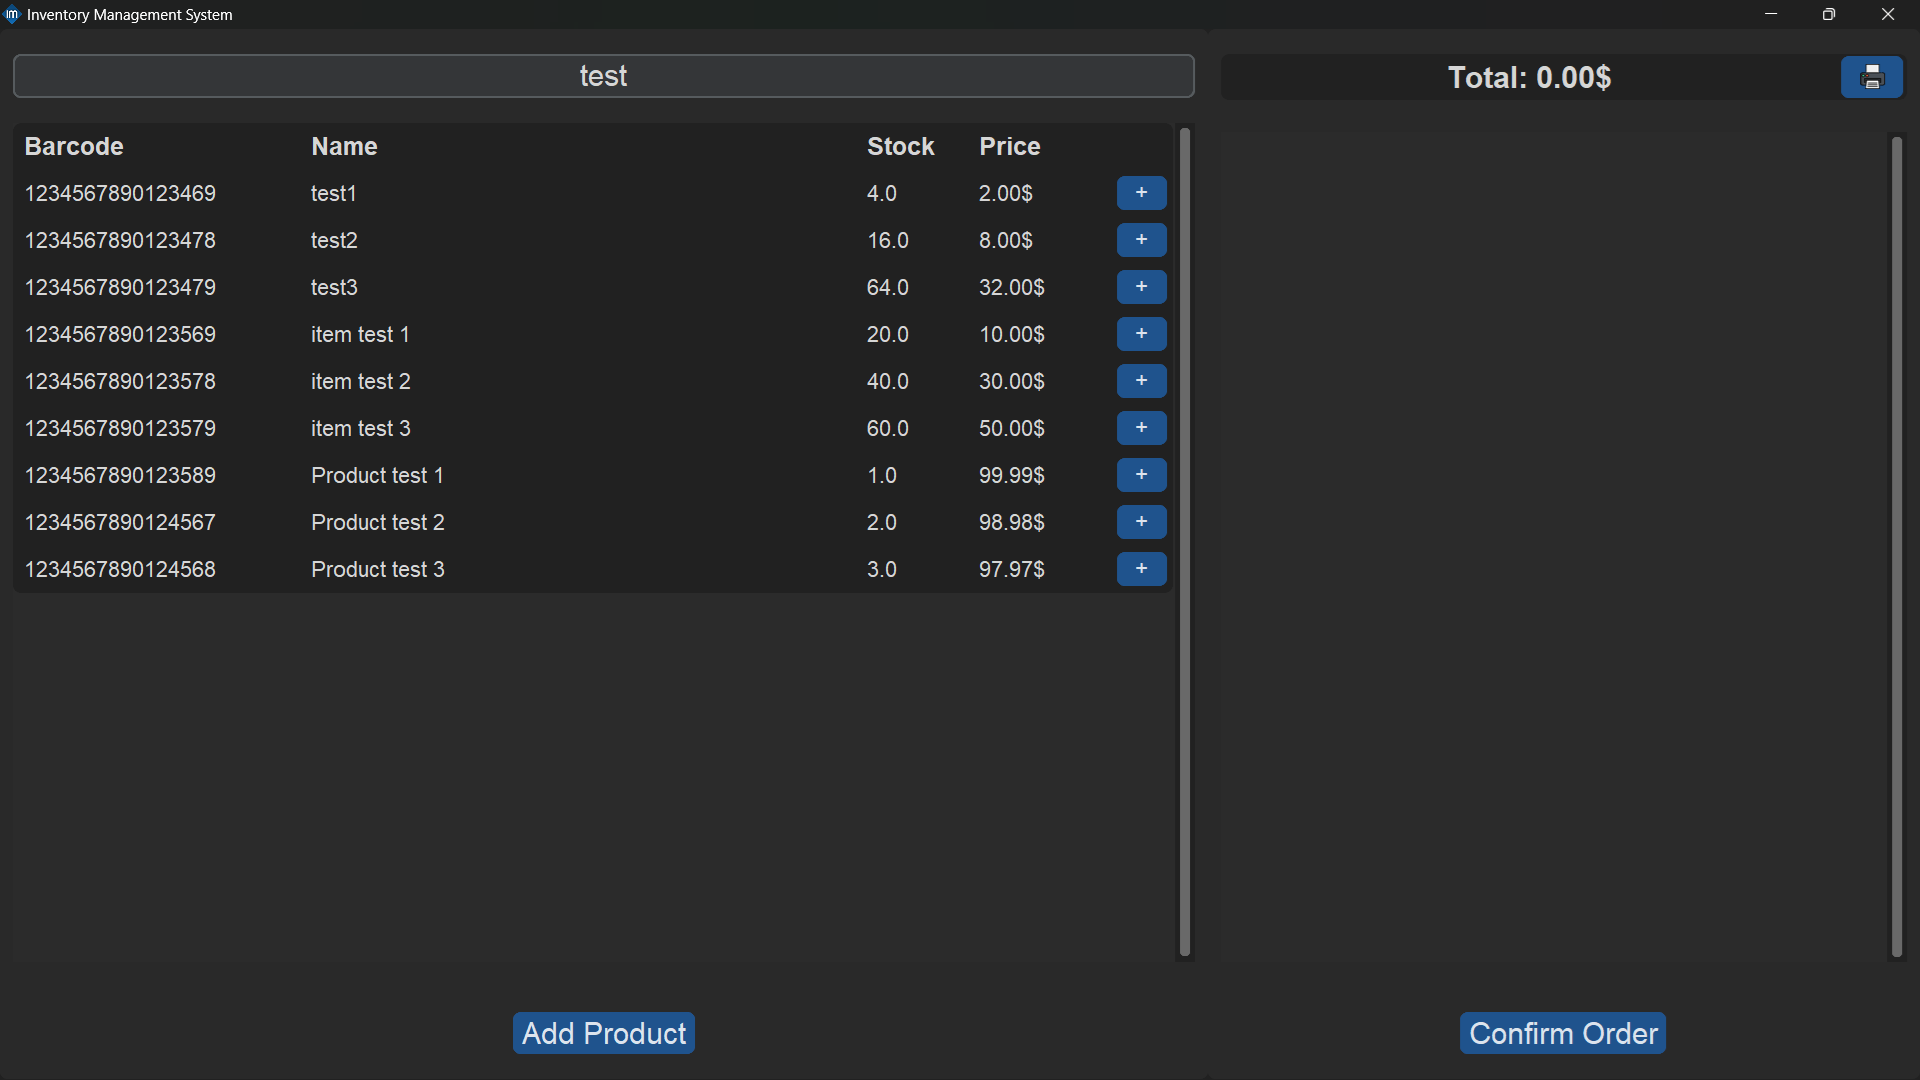 Inventory Management System
test
Total: 0.00$
Barcode Name Stock Price
1234567890123469 test1 4.0 2.00$ +
1234567890123478 test2 16.0 8.00$ +
1234567890123479 test3 64.0 32.00$ +
1234567890123569 item test 1 20.0 10.00$ +
1234567890123578 item test 2 40.0 30.00$ +
1234567890123579 item test 3 60.0 50.00$ +
1234567890123589 Product test 1 1.0 99.99$ +
1234567890124567 Product test 2 2.0 98.98$ +
1234567890124568 Product test 3 3.0 97.97$ +
Add Product
Confirm Order